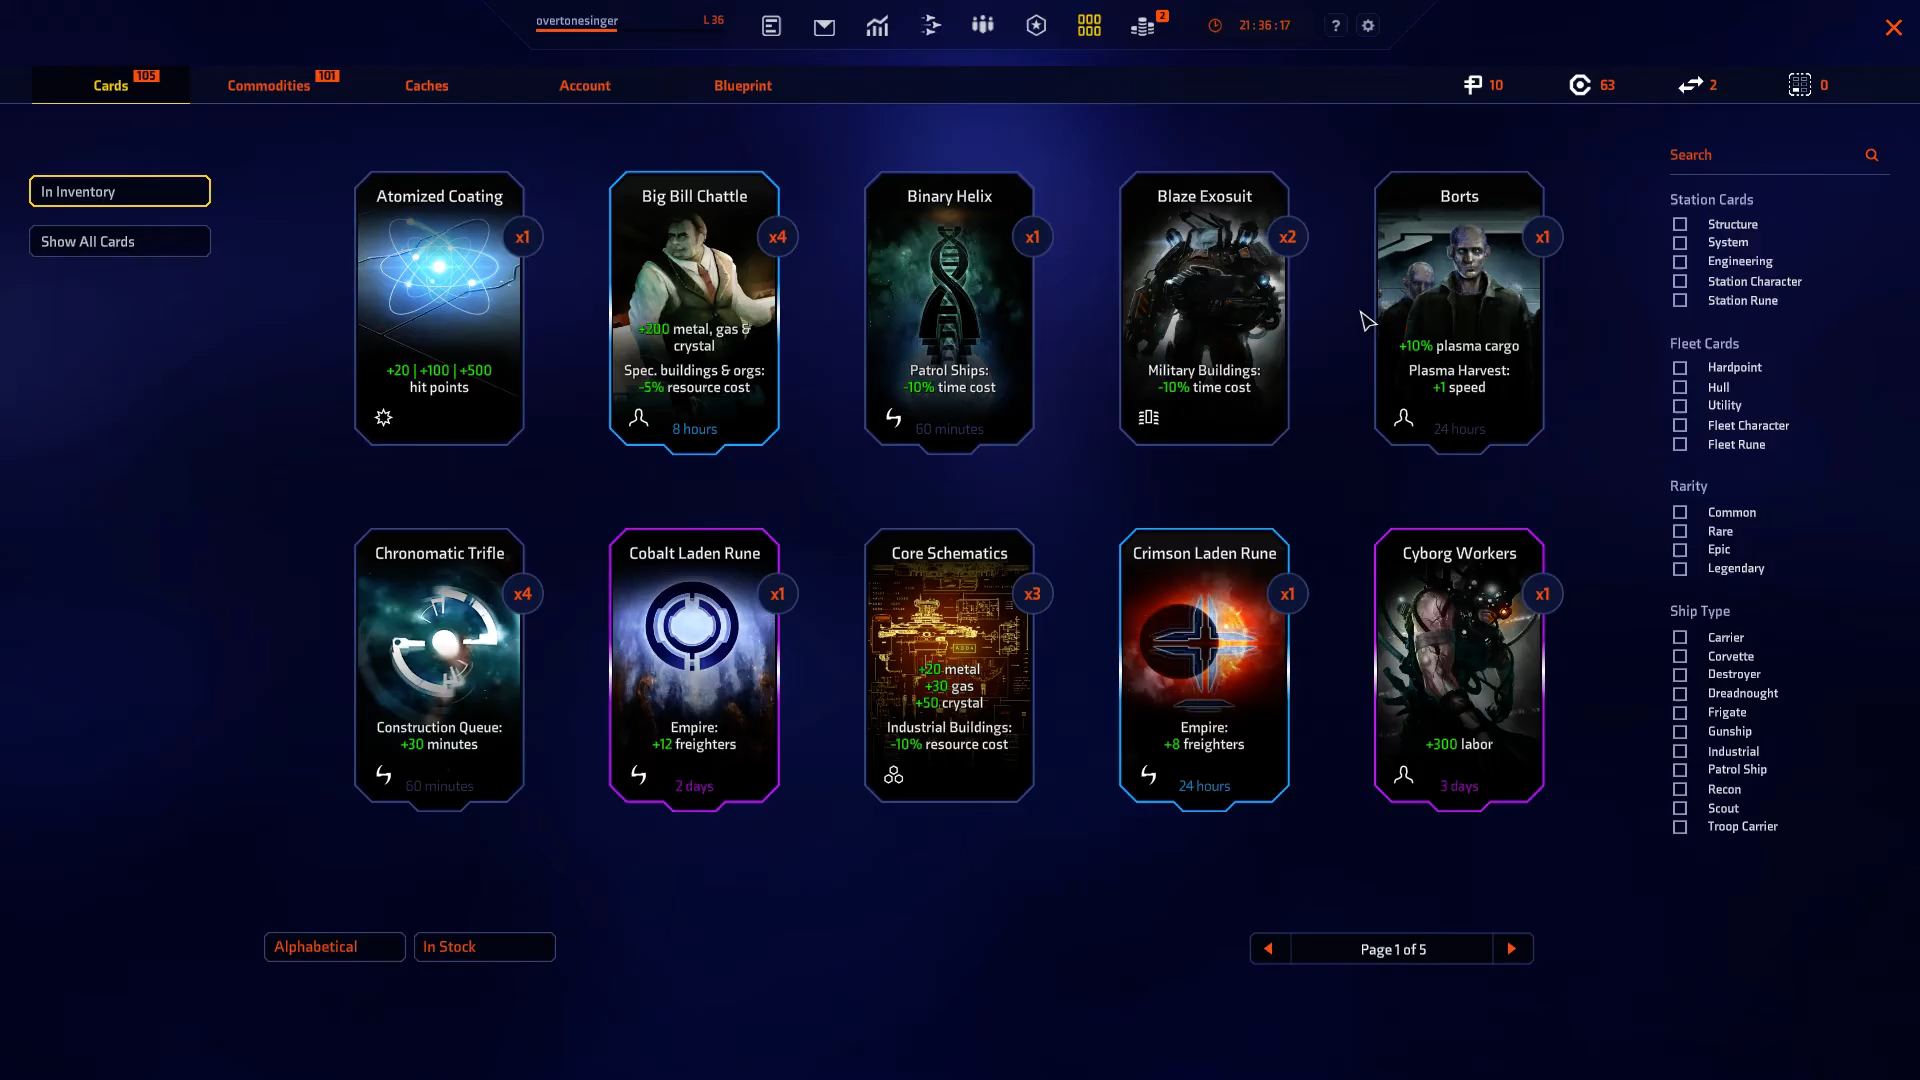 overtonesinger
L 36
2
21:36:17
?
Cards
105
Commodities
101
Caches
Account
Blueprint
10
63
2
0
In Inventory
Show All Cards
Atomized Coating
x1
+20 | +100 | +500
hit points
Big Bill Chattle
x4
+200 metal, gas &
crystal
Spec. buildings & orgs:
-5% resource cost
8 hours
Binary Helix
x1
Patrol Ships:
-10% time cost
60 minutes
Blaze Exosuit
x2
Military Buildings:
-10% time cost
Borts
x1
+10% plasma cargo
Plasma Harvest:
+1 speed
24 hours
Chronomatic Trifle
x4
Construction Queue:
+30 minutes
60 minutes
Cobalt Laden Rune
x1
Empire:
+12 freighters
2 days
Core Schematics
x3
+20 metal
+30 gas
+50 crystal
Industrial Buildings:
-10% resource cost
Crimson Laden Rune
x1
Empire:
+8 freighters
24 hours
Cyborg Workers
x1
+300 labor
3 days
Search
Station Cards
Structure
System
Engineering
Station Character
Station Rune
Fleet Cards
Hardpoint
Hull
Utility
Fleet Character
Fleet Rune
Rarity
Common
Rare
Epic
Legendary
Ship Type
Carrier
Corvette
Destroyer
Dreadnought
Frigate
Gunship
Industrial
Patrol Ship
Recon
Scout
Troop Carrier
Alphabetical
In Stock
Page 1 of 5